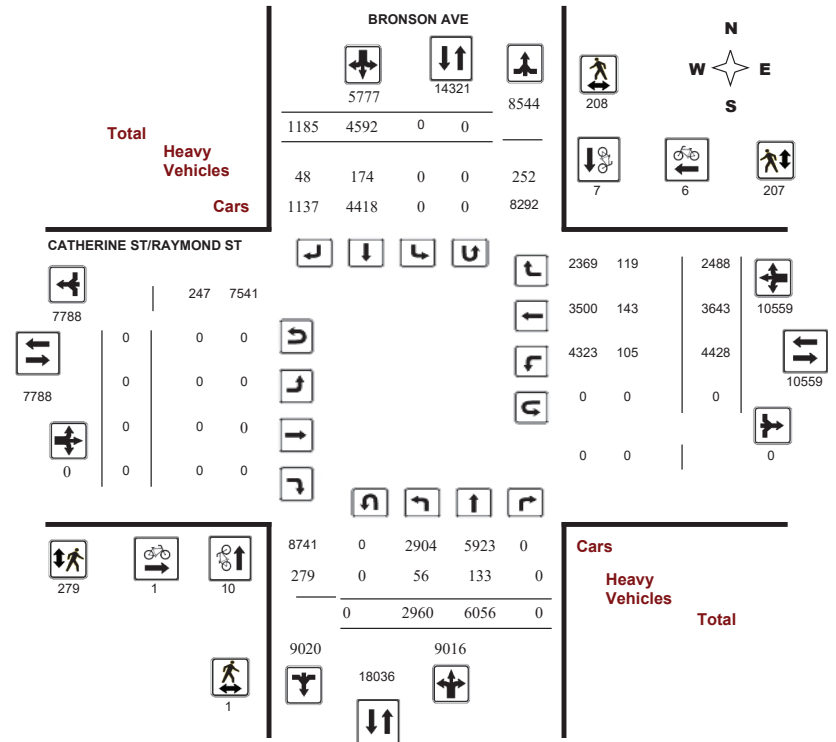 BRONSON AVE
N
W E
S
5777 14321 8544
208
Total
1185 4592 0 0
Heavy
Vehicles
48 174 0 0 252
Cars
1137 4418 0 0 8292
7 6 207
CATHERINE ST/RAYMOND ST
7788
247 7541
7788
0 0 0
0 0 0
0 0 0
0 0 0
0
2369 119 2488
3500 143 3643
4323 105 4428
0 0 0
0 0
10559
10559
0
279 1 10
1
8741 0 2904 5923 0
279 0 56 133 0
0 2960 6056 0
9020 9016
18036
Cars
Heavy
Vehicles
Total